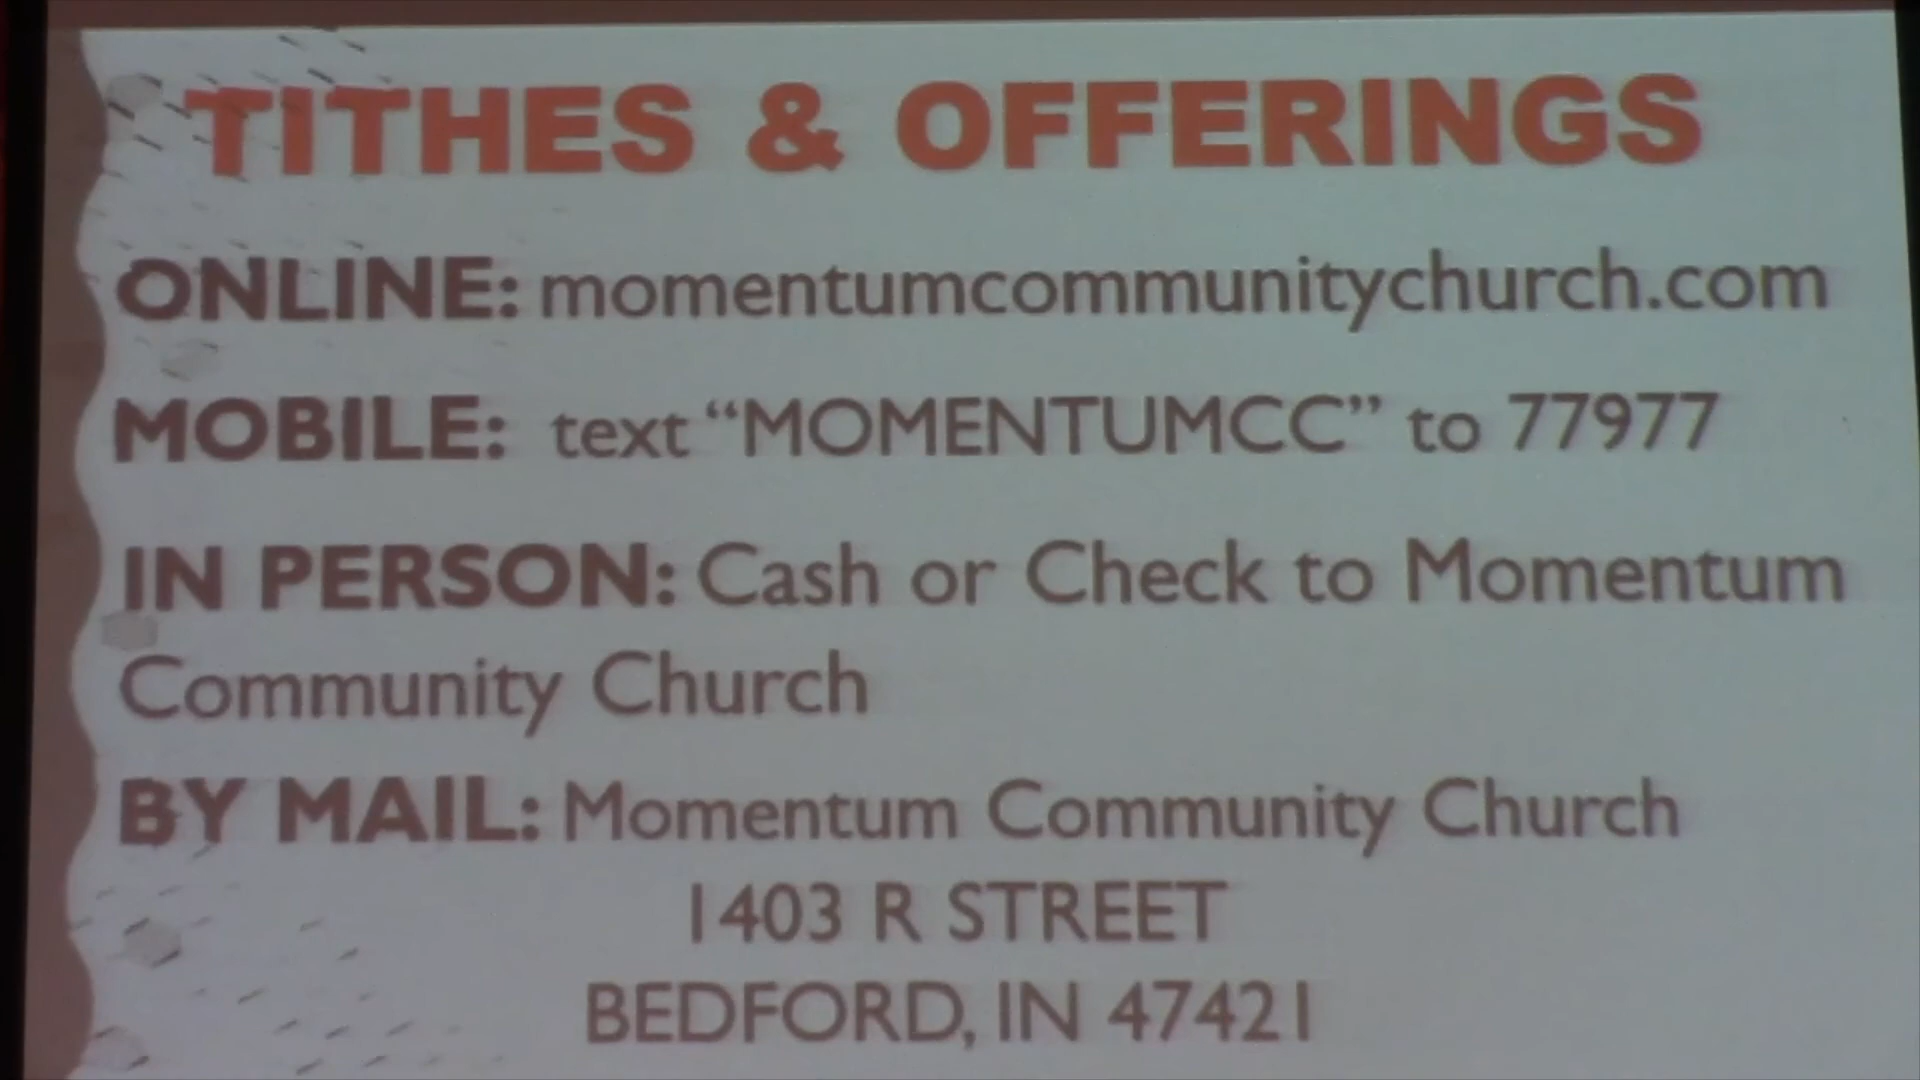 TITHES & OFFERINGS
ONLINE: momentumcommunitychurch.com
MOBILE: text “MOMENTUMCC” to 77977
IN PERSON: Cash or Check to Momentum
Community Church
BY MAIL: Momentum Community Church
1403 R STREET
BEDFORD, IN 47421